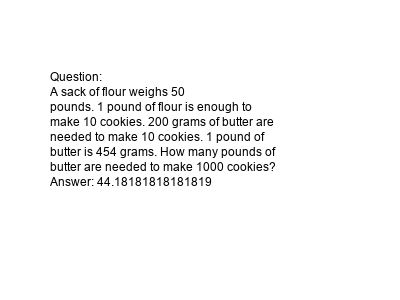 Question:
A sack of flour weighs 50
pounds. 1 pound of flour is enough to
make 10 cookies. 200 grams of butter are
needed to make 10 cookies. 1 pound of
butter is 454 grams. How many pounds of
butter are needed to make 1000 cookies?
Answer: 44.18181818181819